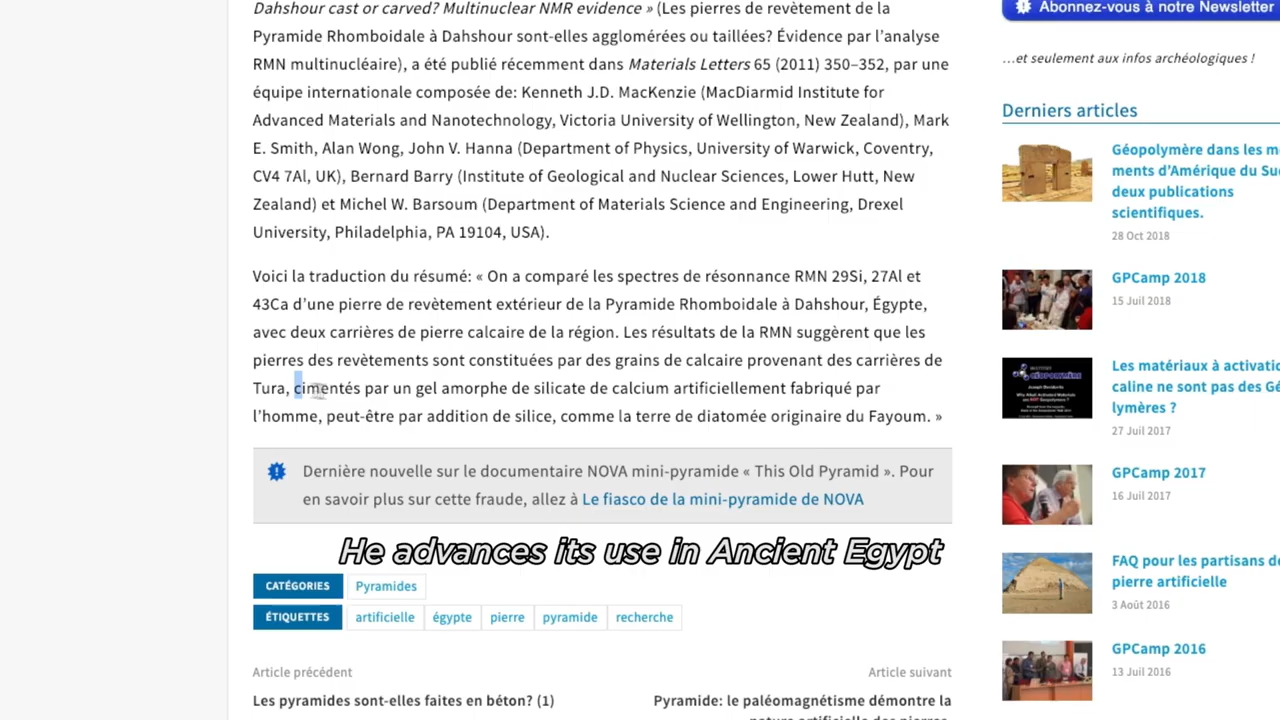 Dahshour cast or carved? Multinuclear NMR evidence » (Les pierres de revètement de la
Pyramide Rhomboidale à Dahshour sont-elles agglomérées ou taillées? Évidence par l'analyse
RMN multinucléaire), a été publié récemment dans Materials Letters 65 (2011) 350–352, par une
équipe internationale composée de: Kenneth J.D. MacKenzie (MacDiarmid Institute for
Advanced Materials and Nanotechnology, Victoria University of Wellington, New Zealand), Mark
E. Smith, Alan Wong, John V. Hanna (Department of Physics, University of Warwick, Coventry,
CV4 7Al, UK), Bernard Barry (Institute of Geological and Nuclear Sciences, Lower Hutt, New
Zealand) et Michel W. Barsoum (Department of Materials Science and Engineering, Drexel
University, Philadelphia, PA 19104, USA).
Voici la traduction du résumé: « On a comparé les spectres de résonnance RMN 29Si, 27Al et
43Ca d'une pierre de revètement extérieur de la Pyramide Rhomboidale à Dahshour, Égypte,
avec deux carrières de pierre calcaire de la région. Les résultats de la RMN suggèrent que les
pierres des revètements sont constituées par des grains de calcaire provenant des carrières de
Tura, par un gel amorphe de silicate de calcium artificiellement fabriqué par
l'homme, peut-être par addition de silice, comme la terre de diatomée originaire du Fayoum. »
Dernière nouvelle sur le documentaire NOVA mini-pyramide « This Old Pyramid ». Pour
en savoir plus sur cette fraude, allez à Le fiasco de la mini-pyramide de NOVA
He advances its use in Ancient Egypt
CATÉGORIES Pyramides
ÉTIQUETTES artificielle égypte pierre pyramide recherche
Article précédent
Les pyramides sont-elles faites en béton? (1)
Article suivant
Pyramide: le paléomagnétisme démontre la
nature artificielle des pierres
Abonnez-vous à notre Newsletter
...et seulement aux infos archéologiques !
Derniers articles
Géopolymère dans les
ments d'Amérique du
deux publications
scientifiques.
28 Oct 2018
GPCamp 2018
15 Juil 2018
Les matériaux à
caline ne sont pas des
lymères ?
27 Juil 2017
GPCamp 2017
16 Juil 2017
FAQ pour les partisans
pierre artificielle
3 Août 2016
GPCamp 2016
13 Juil 2016